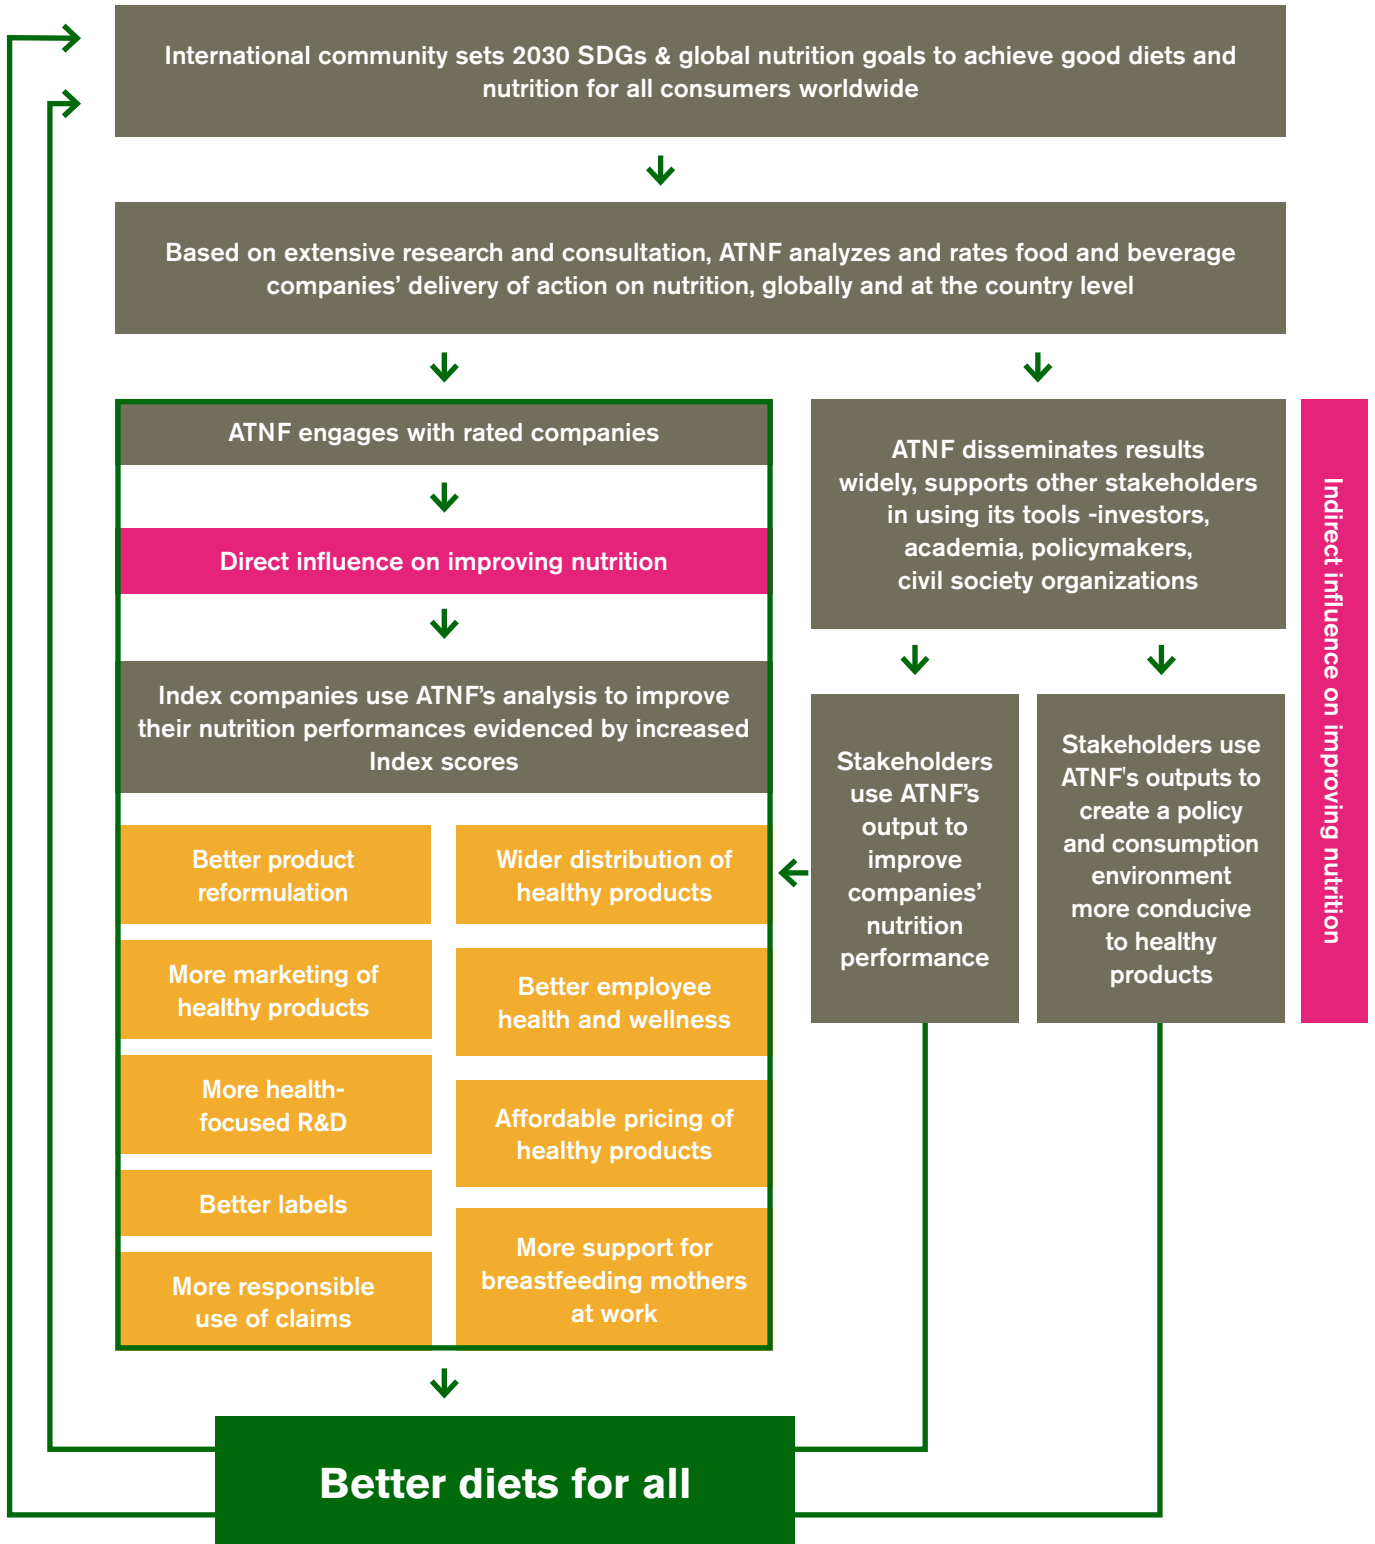 International community sets 2030 SDGs & global nutrition goals to achieve good diets and
nutrition for all consumers worldwide
Based on extensive research and consultation, ATNF analyzes and rates food and beverage
companies’ delivery of action on nutrition, globally and at the country level
ATNF engages with rated companies
Direct influence on improving nutrition
Index companies use ATNF’s analysis to improve
their nutrition performances evidenced by increased
Index scores
Better product
reformulation
More marketing of
healthy products
More health-
focused R&D
Better labels
More responsible
use of claims
Wider distribution of
healthy products
Better employee
health and wellness
Affordable pricing of
healthy products
More support for
breastfeeding mothers
at work
ATNF disseminates results
widely, supports other stakeholders
in using its tools -investors,
academia, policymakers,
civil society organizations
Stakeholders
use ATNF’s
output to
improve
companies’
nutrition
performance
Stakeholders use
ATNF's outputs to
create a policy
and consumption
environment
more conducive
to healthy
products
Indirect influence on improving nutrition
Better diets for all